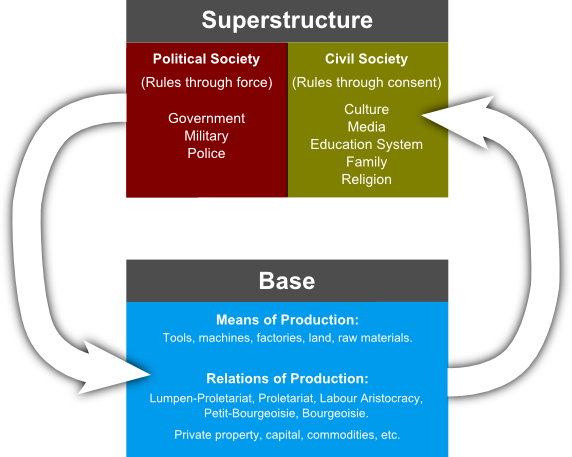 Superstructure
Political Society
(Rules through force)
Government
Military
Police
Civil Society
(Rules through consent)
Culture
Media
Education System
Family
Religion
Base
Means of Production:
Tools, machines, factories, land, raw materials.
Relations of Production:
Lumpen-Proletariat, Proletariat, Labour Aristocracy,
Petit-Bourgeoisie, Bourgeoisie.
Private property, capital, commodities, etc.